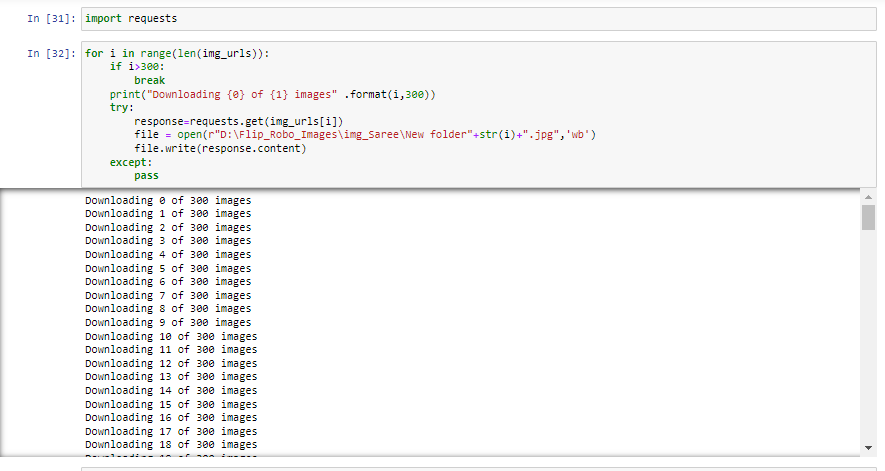 In [31]: import requests
In [32]: for i in range(len(img_urls)):
    if i>300:
        break
    print("Downloading {0} of {1} images" .format(i,300))
    try:
        response=requests.get(img_urls[i])
        file = open(r"D:\Flip_Robo_Images\img_Saree\New folder"+str(i)+".jpg",'wb')
        file.write(response.content)
    except:
        pass
Downloading 0 of 300 images
Downloading 1 of 300 images
Downloading 2 of 300 images
Downloading 3 of 300 images
Downloading 4 of 300 images
Downloading 5 of 300 images
Downloading 6 of 300 images
Downloading 7 of 300 images
Downloading 8 of 300 images
Downloading 9 of 300 images
Downloading 10 of 300 images
Downloading 11 of 300 images
Downloading 12 of 300 images
Downloading 13 of 300 images
Downloading 14 of 300 images
Downloading 15 of 300 images
Downloading 16 of 300 images
Downloading 17 of 300 images
Downloading 18 of 300 images